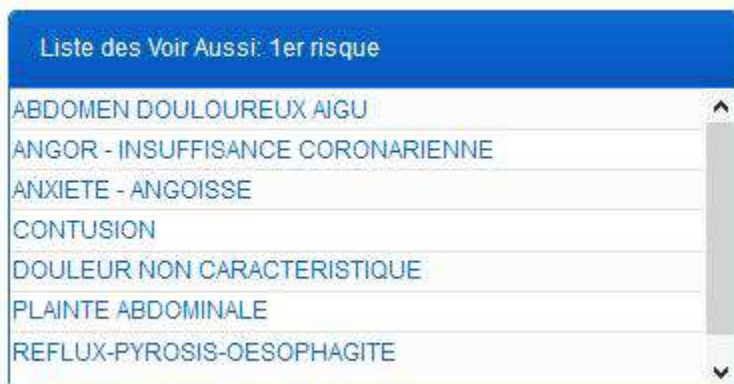 Liste des Voir Aussi: 1er risque
ABDOMEN DOULOUREUX AIGU
ANGOR - INSUFFISANCE CORONARIENNE
ANXIETE - ANGOISSE
CONTUSION
DOULEUR NON CARACTERISTIQUE
PLAINTE ABDOMINALE
REFLUX-PYROSIS-OESOPHAGITE